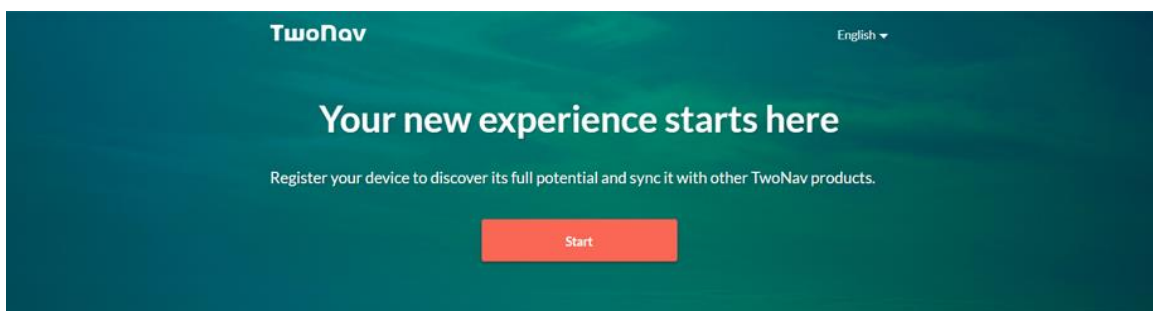 TwoNav
English
Your new experience starts here
Register your device to discover its full potential and sync it with other TwoNav products.
Start